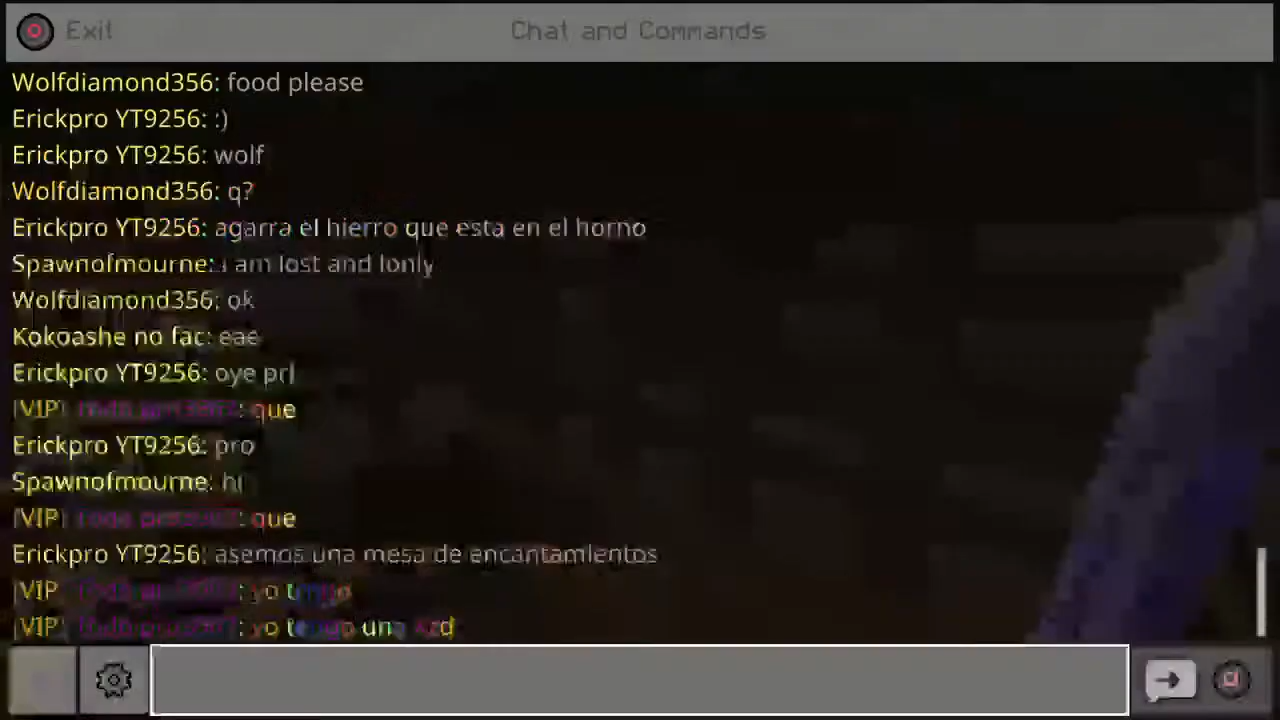 Exit
Chat and Commands
Wolfdiamond356: food please
Erickpro YT9256: :)
Erickpro YT9256: wolf
Wolfdiamond356: q?
Erickpro YT9256: agarra el hierro que esta en el horno
Spawnofmourne: i am lost and lonly
Wolfdiamond356: ok
Kokoashe no fac: eae
Erickpro YT9256: oye prl
[VIP] : que
Erickpro YT9256: pro
Spawnofmourne: hi
[VIP] : que
Erickpro YT9256: asemos una mesa de encantamientos
[VIP] : yo tengo
[VIP] : yo tengo una